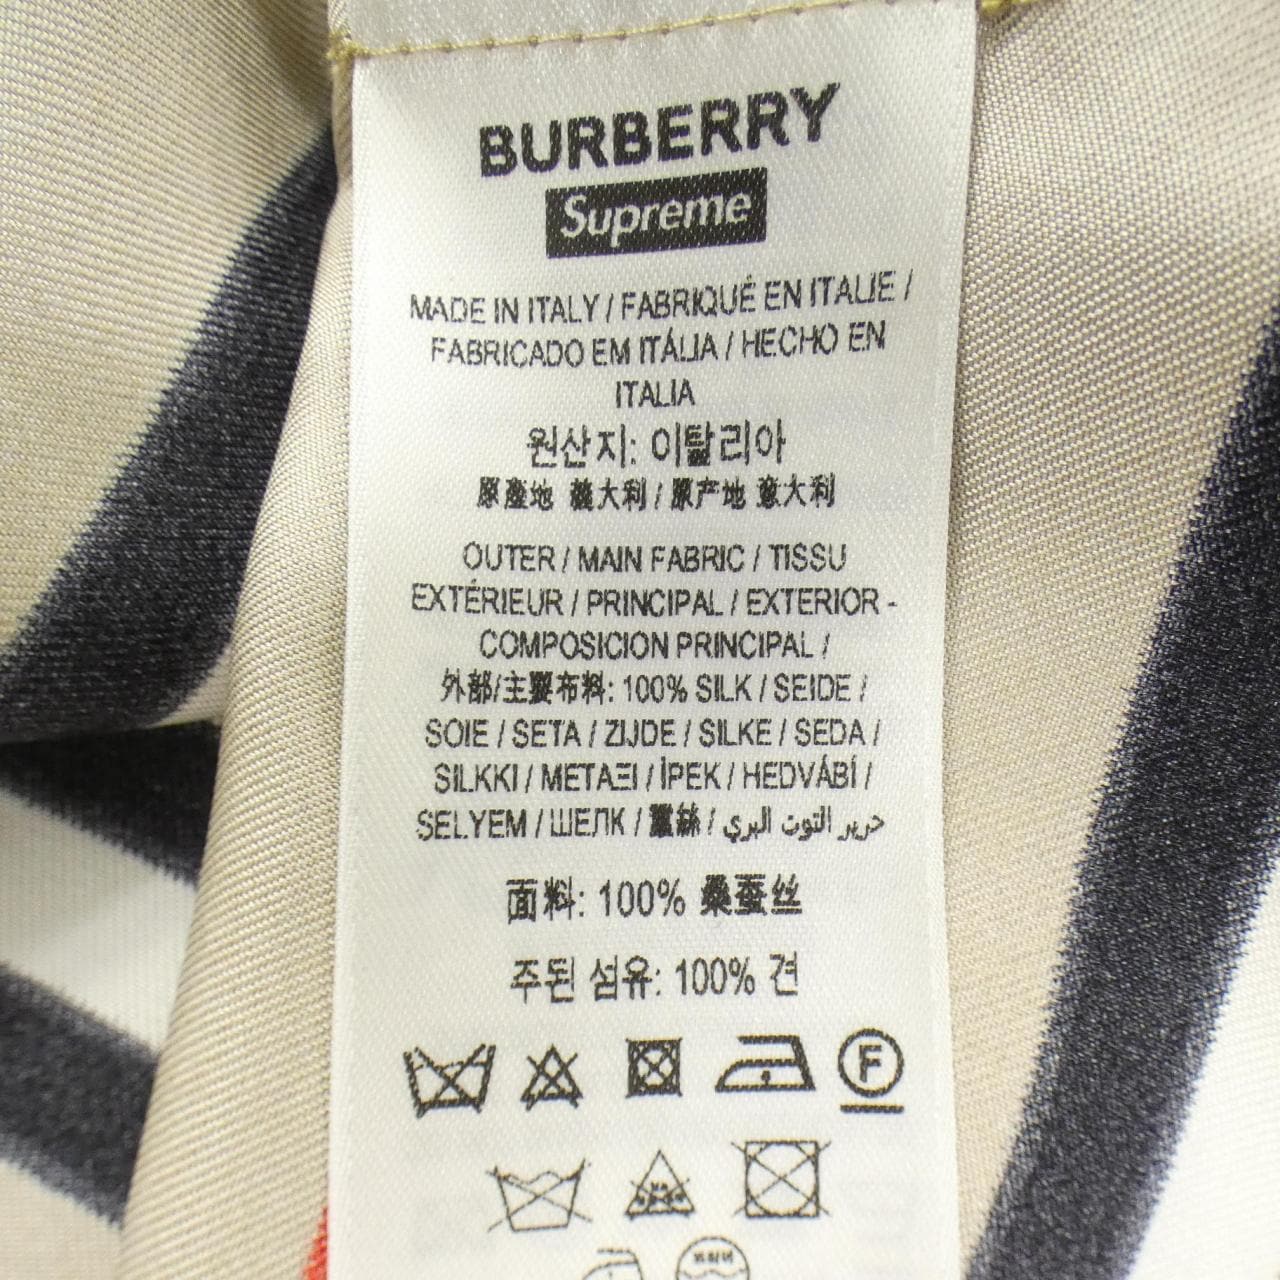 BURBERRY
Supreme
MADE IN ITALY / FABRIQUÉ EN ITALIE /
FABRICADO EM ITÁLIA / HECHO EN
ITALIA
원산지: 이탈리아
原產地 義大利 / 原产地 意大利
OUTER / MAIN FABRIC / TISSU
EXTÉRIEUR / PRINCIPAL / EXTERIOR -
COMPOSICION PRINCIPAL /
外部/主要布料: 100% SILK / SEIDE /
SOIE / SETA / ZIJDE / SILKE / SEDA /
SILKKI / ΜΕΤΑΞΙ / İPEK / HEDVÁBÍ /
SELYEM / ШЕЛК / 蠶絲 / حرير التوت البري
面料: 100% 桑蚕丝
주된 섬유: 100% 견
F